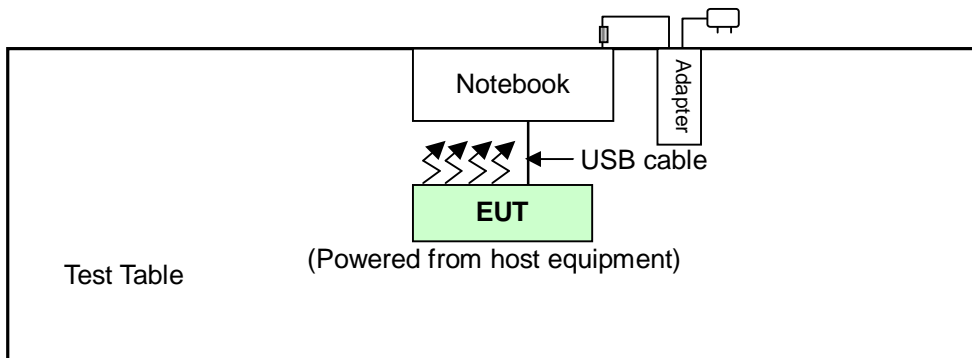 Notebook
Adapter
USB cable
EUT
(Powered from host equipment)
Test Table